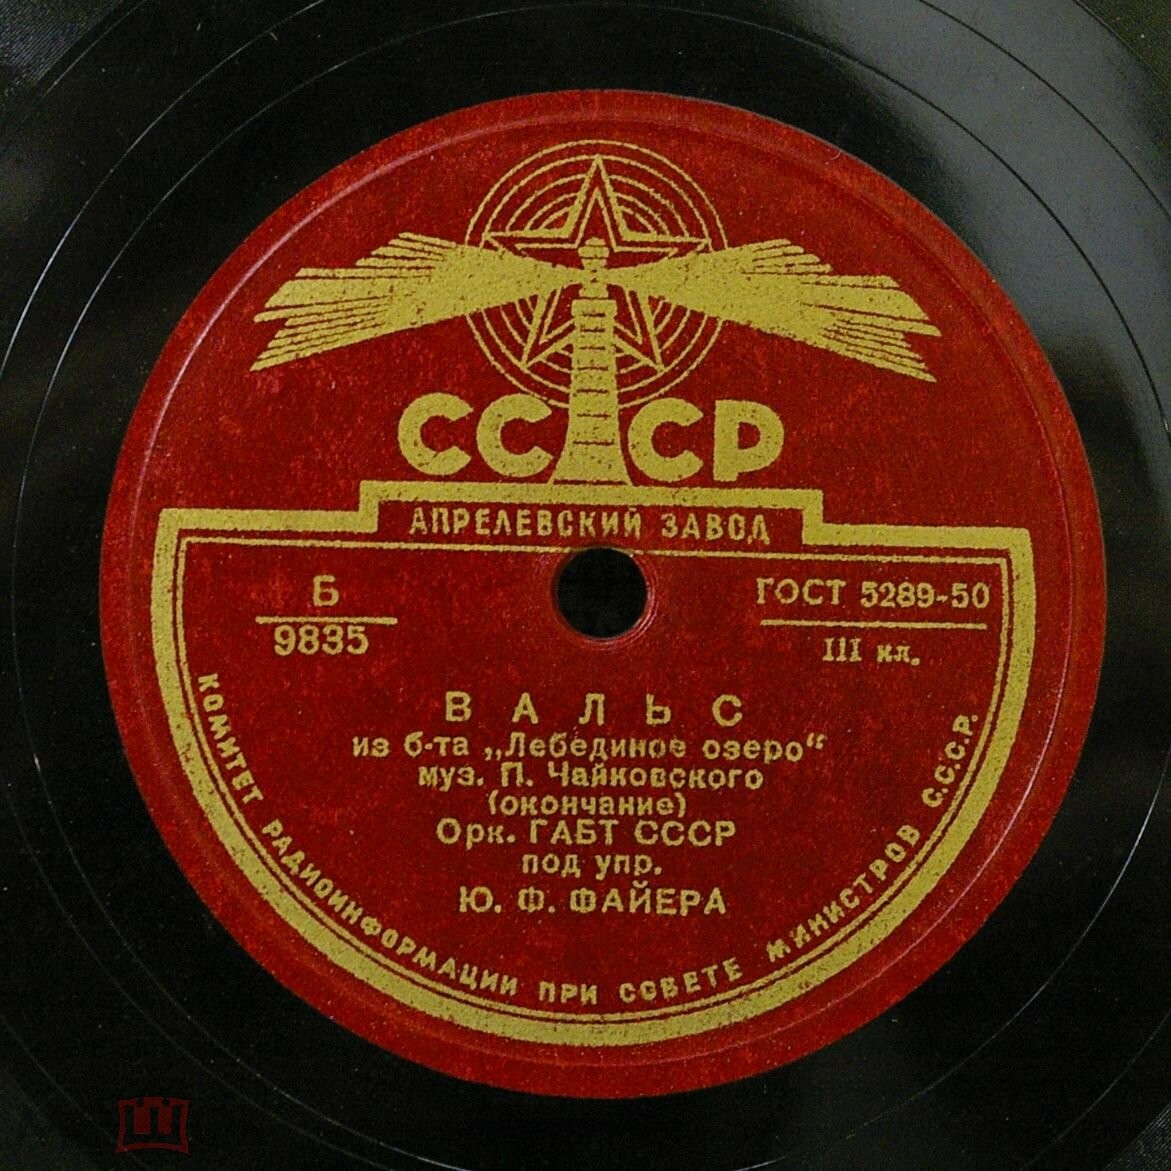 СССР
АПРЕЛЕВСКИЙ ЗАВОД
Б
9835
ГОСТ 5289-50
III кл.
ВАЛЬС
из б-та „Лебединое озеро“
муз. П. Чайковского
(окончание)
Орк. ГАБТ СССР
под упр.
Ю. Ф. ФАЙЕРА
КОМИТЕТ РАДИОИНФОРМАЦИИ ПРИ СОВЕТЕ МИНИСТРОВ С.С.С.Р.